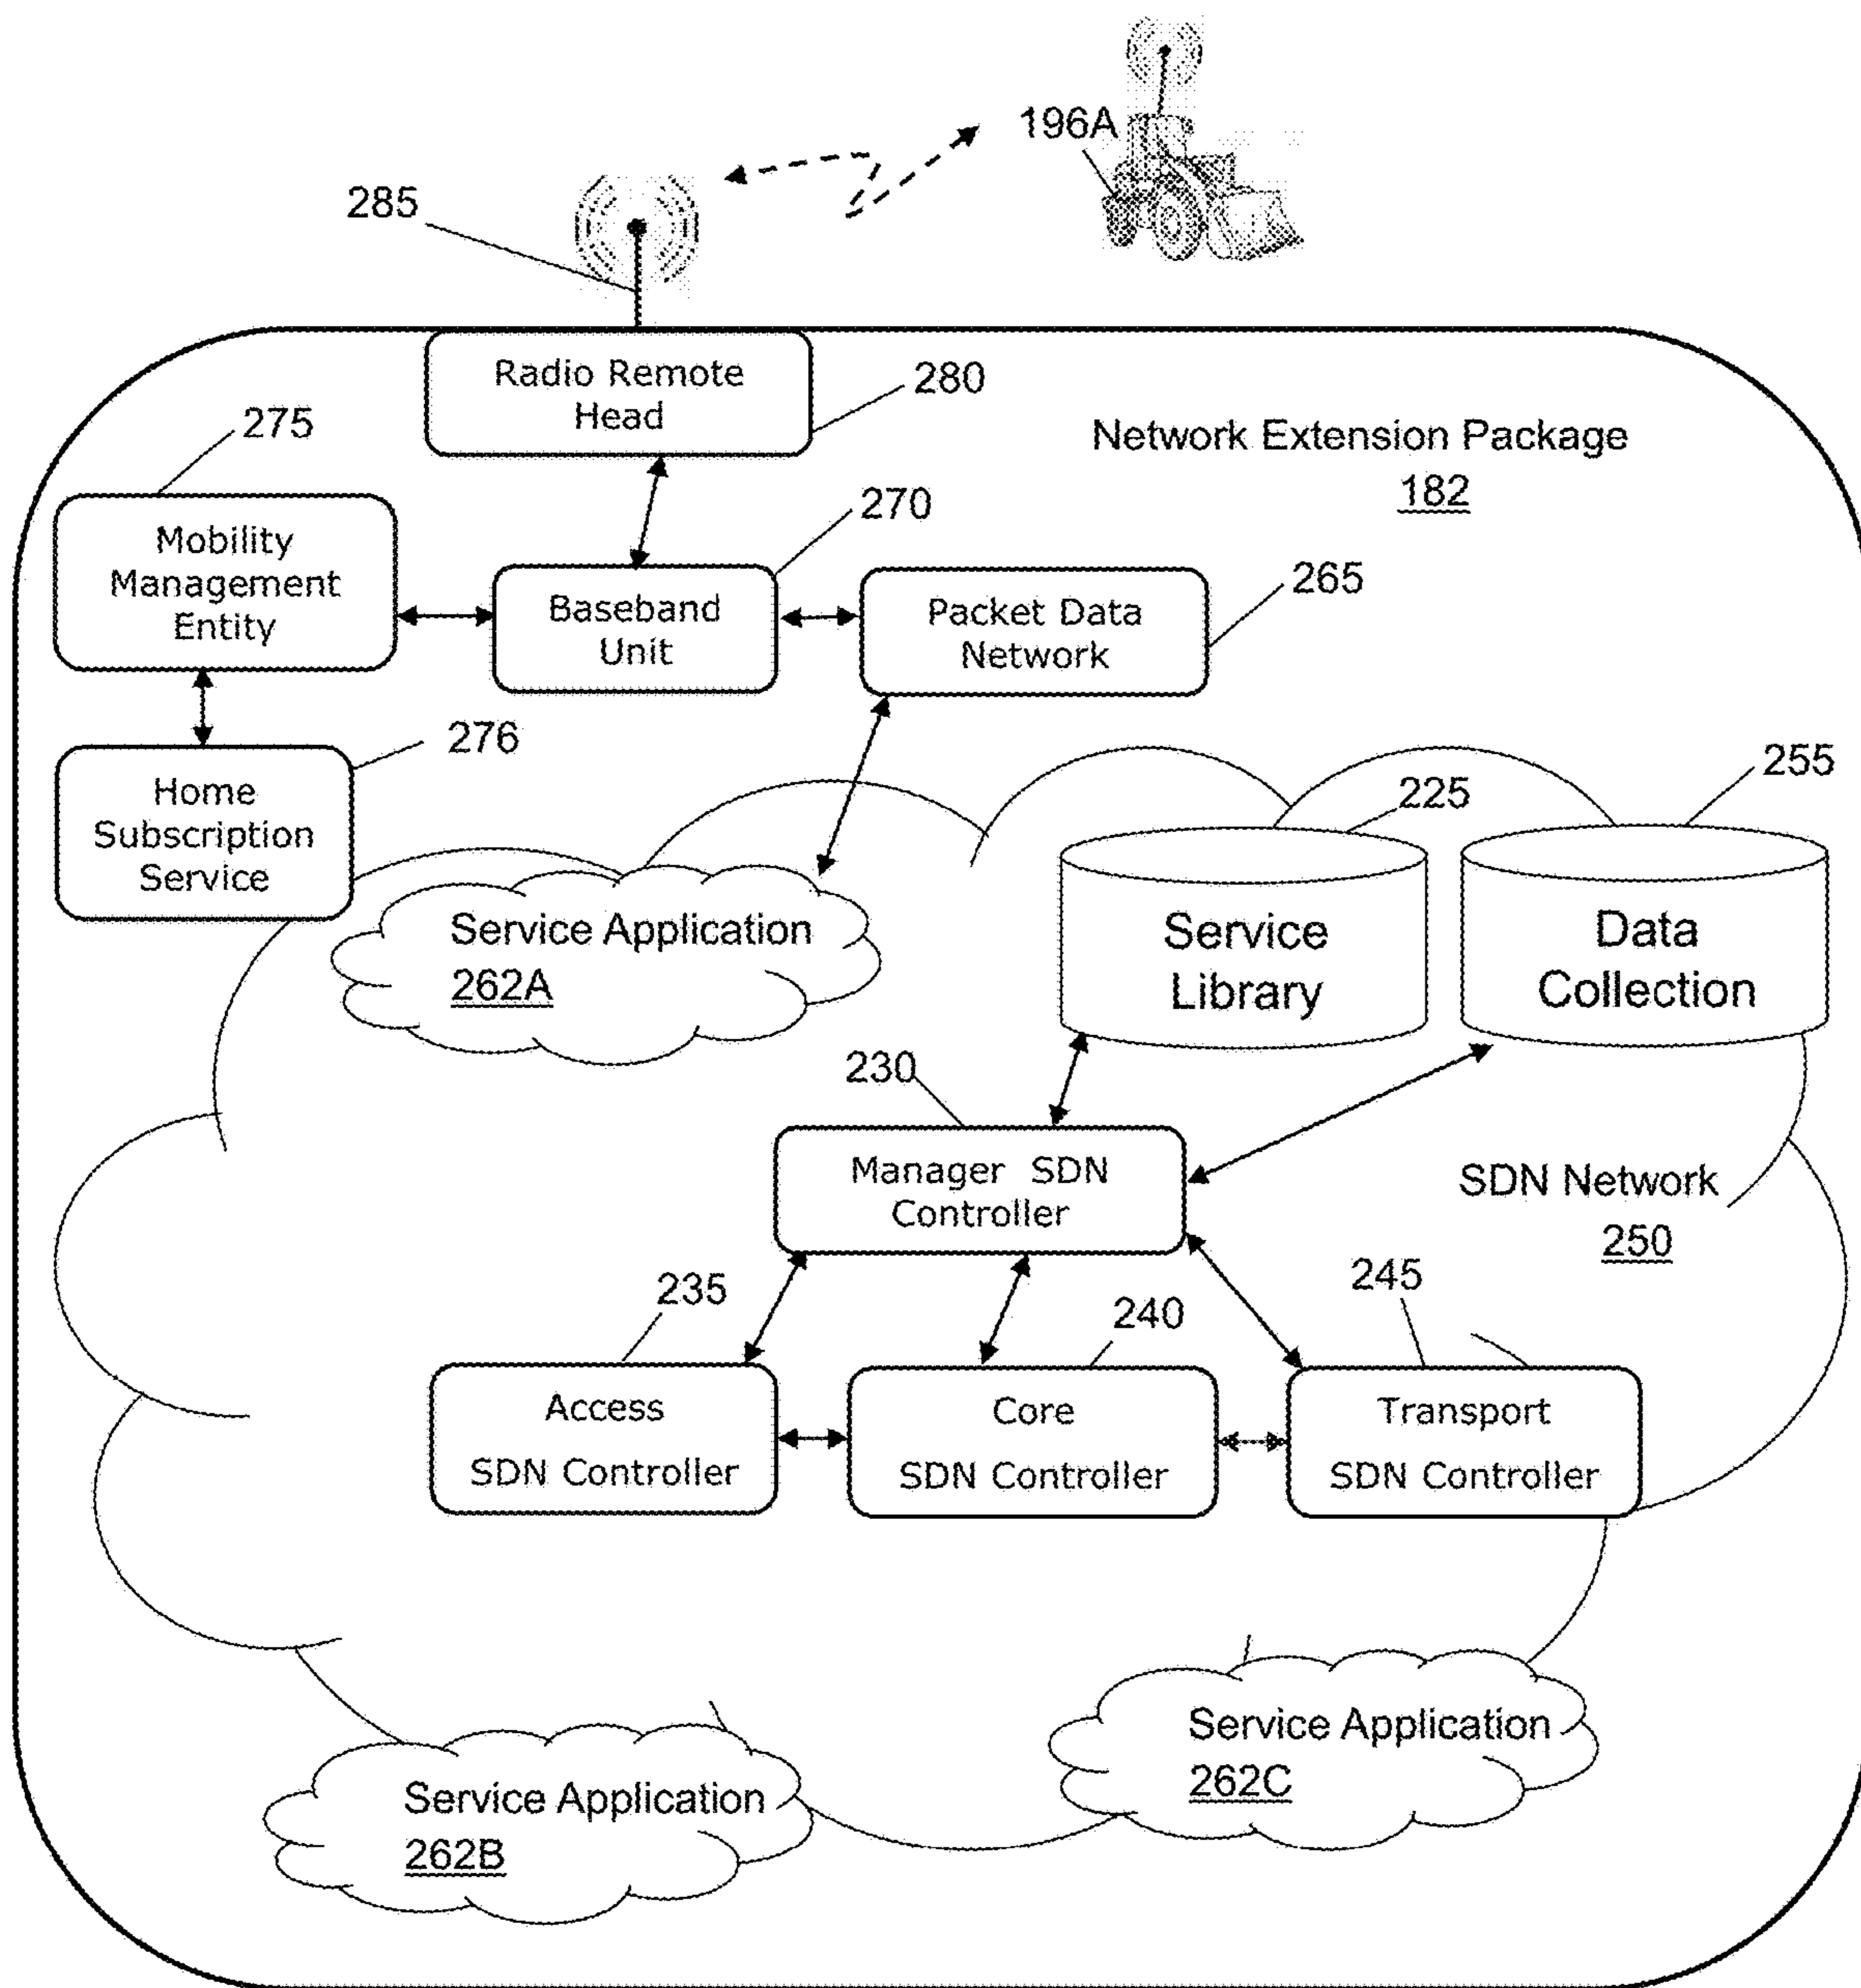 196A
285
Radio Remote
Head
280
Network Extension Package
182
275
Mobility
Management
Entity
270
Baseband
Unit
265
Packet Data
Network
276
Home
Subscription
Service
255
225
Service Application
262A
Service
Library
Data
Collection
230
Manager SDN
Controller
SDN Network
250
235
240
245
Access
SDN Controller
Core
SDN Controller
Transport
SDN Controller
Service Application
262C
Service Application
262B